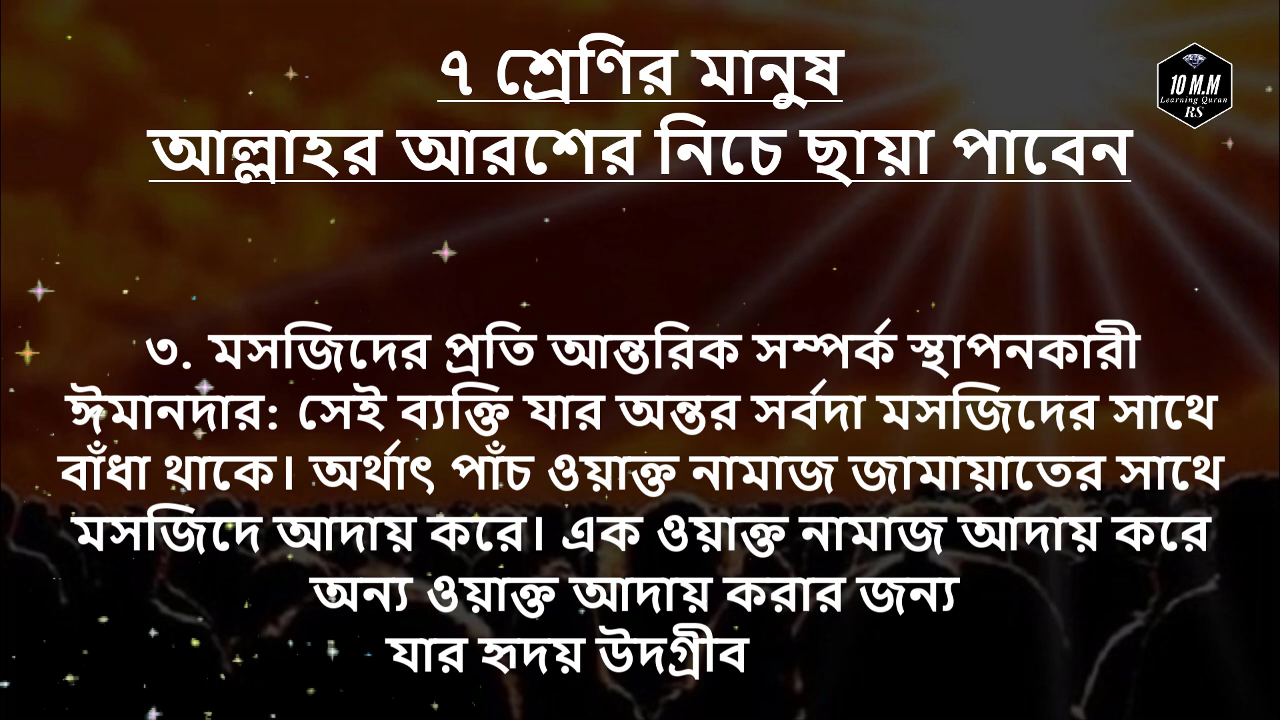 ৭ শ্রেণির মানুষ
আল্লাহর আরশের নিচে ছায়া পাবেন
10 M.M
Learning Quran
RS
৩. মসজিদের প্রতি আন্তরিক সম্পর্ক স্থাপনকারী
ঈমানদার: সেই ব্যক্তি যার অন্তর সর্বদা মসজিদের সাথে
বাঁধা থাকে। অর্থাৎ পাঁচ ওয়াক্ত নামাজ জামায়াতের সাথে
মসজিদে আদায় করে। এক ওয়াক্ত নামাজ আদায় করে
অন্য ওয়াক্ত আদায় করার জন্য
যার হৃদয় উদগ্রীব